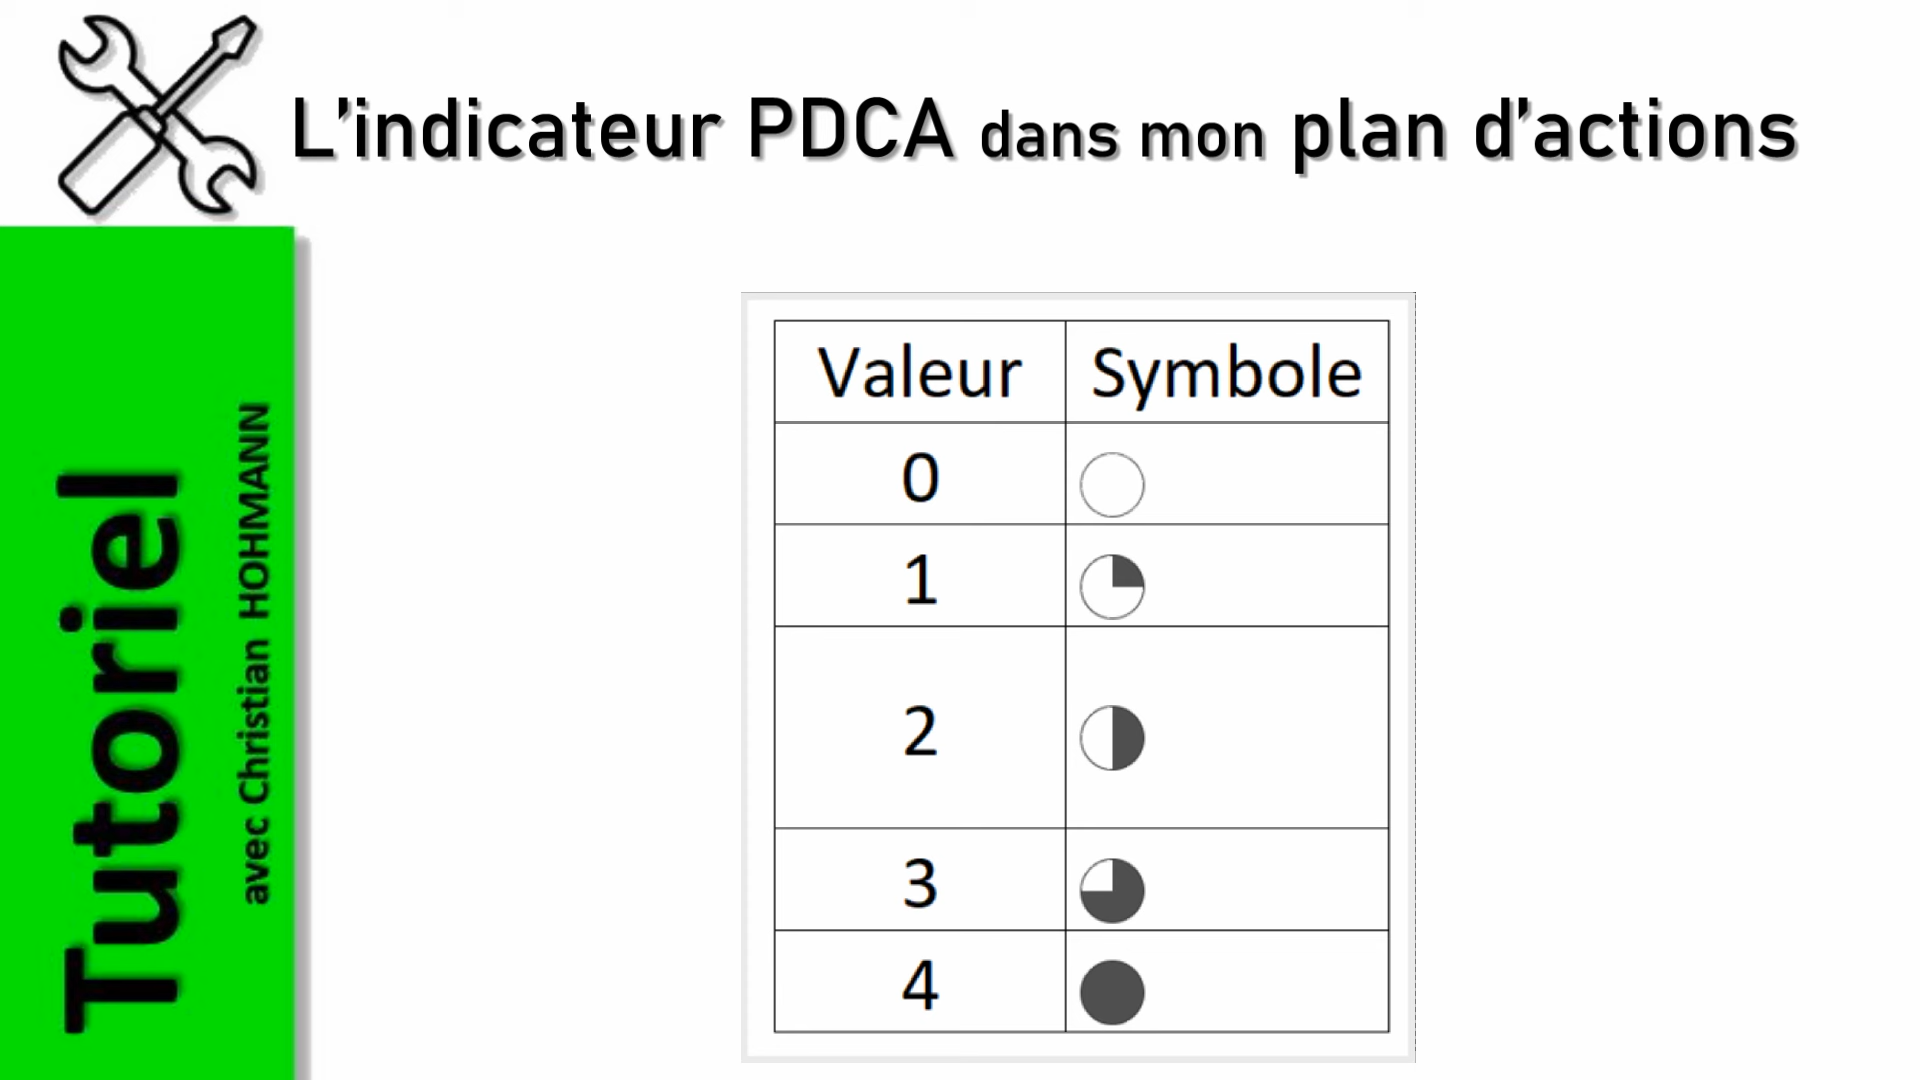 L’indicateur PDCA dans mon plan d’actions
Tutoriel
avec Christian HOHMANN
Valeur Symbole
0
1
2
3
4